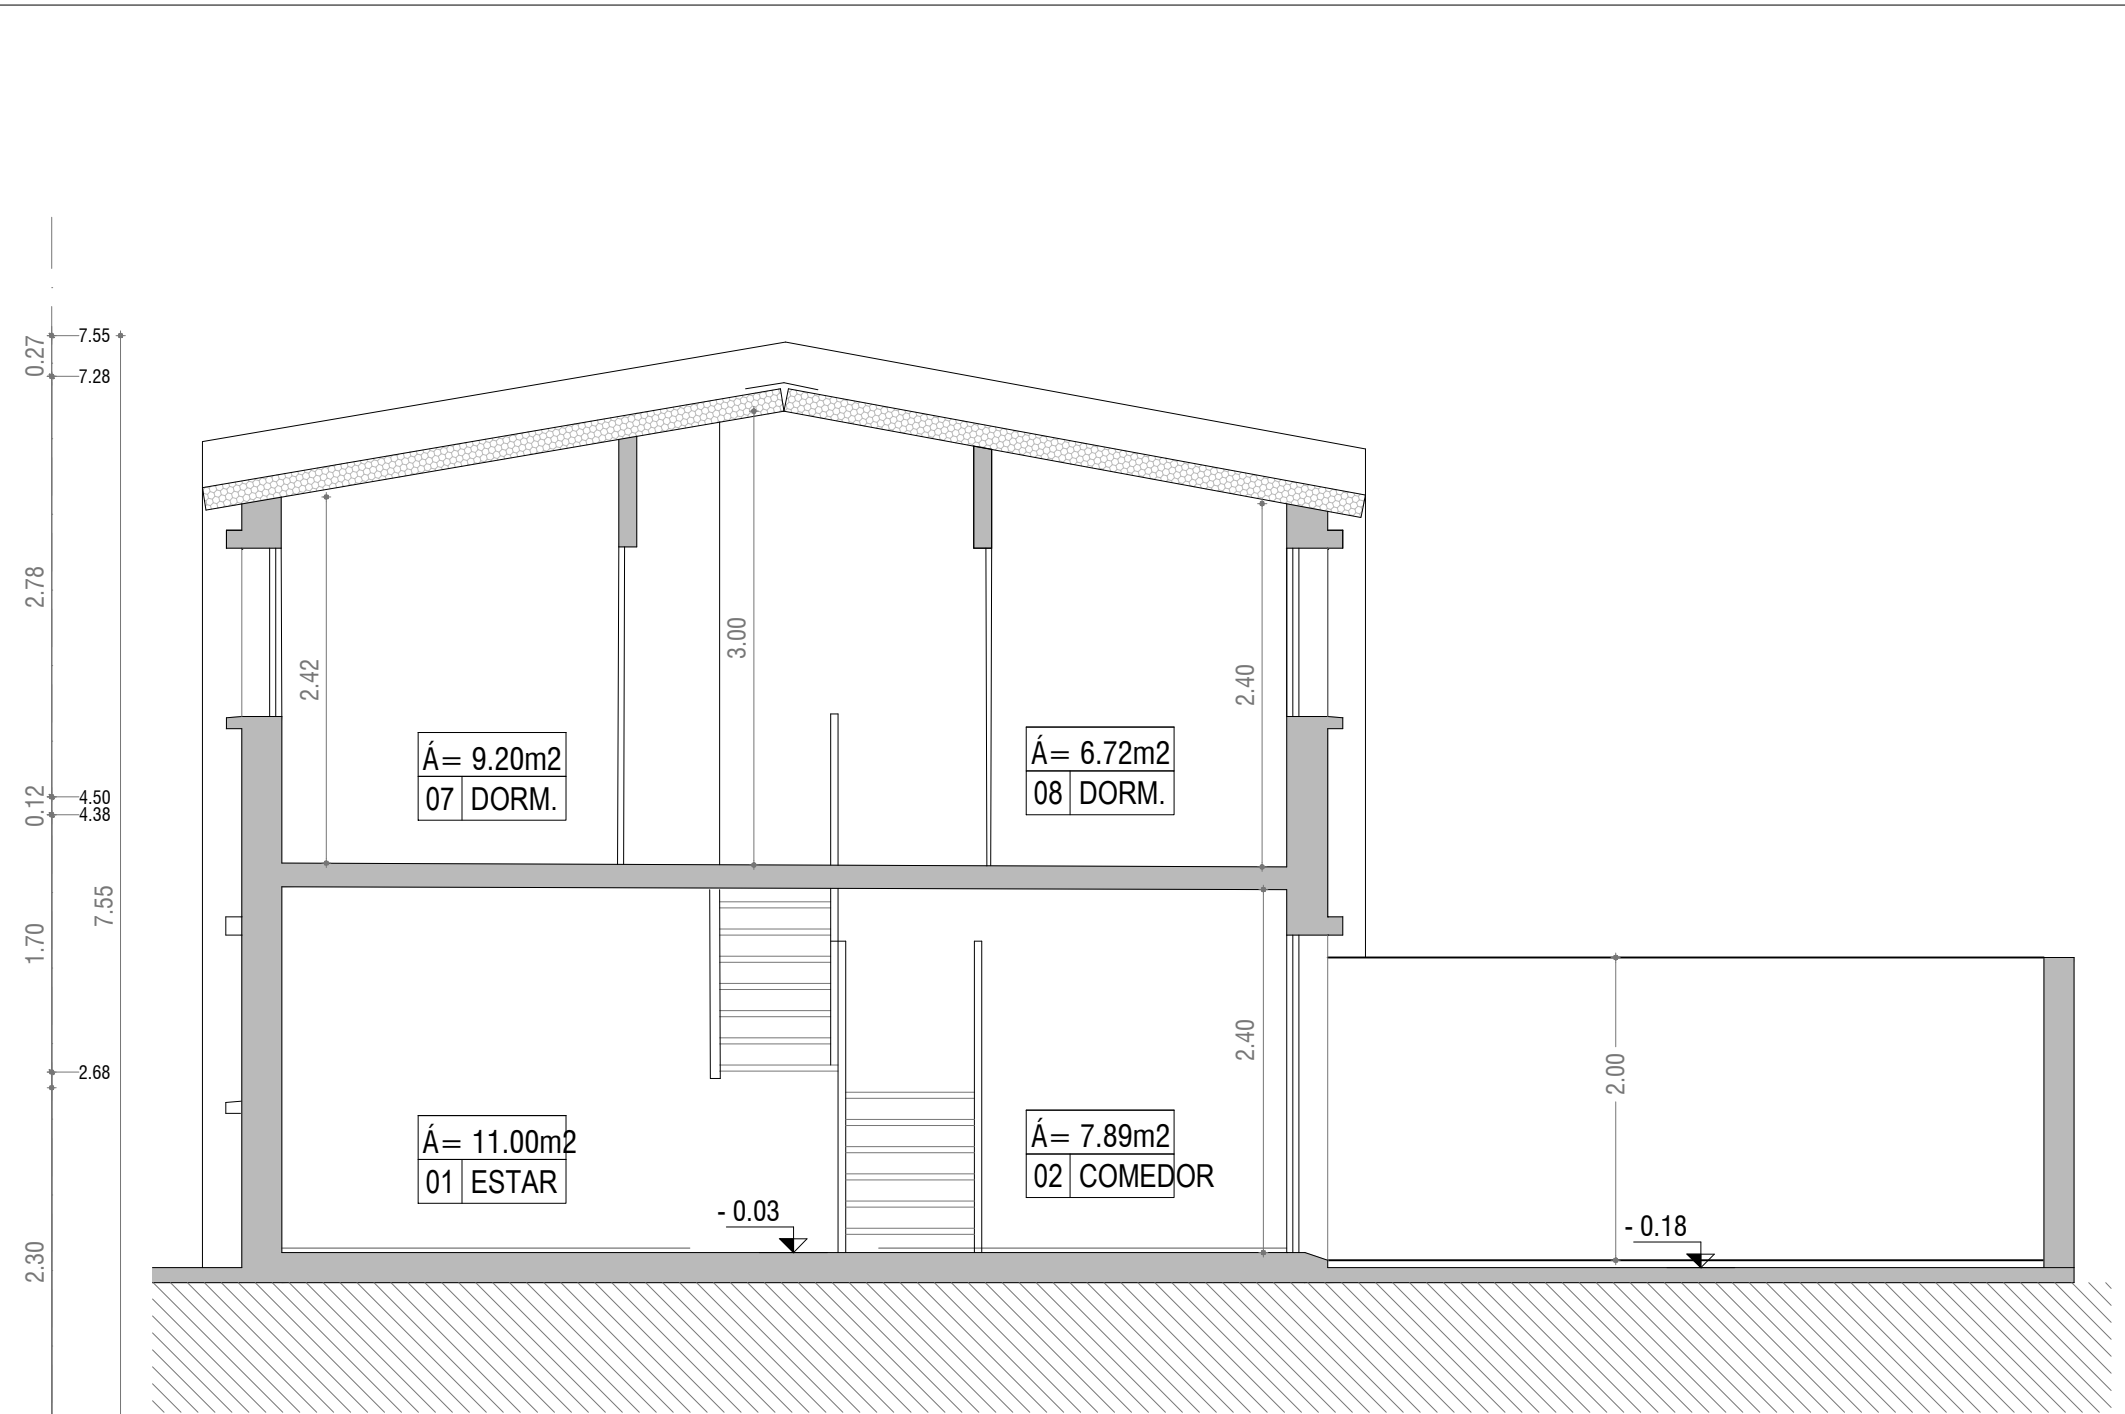 0.27
7.55
7.28
2.78
2.42
3.00
2.40
Á= 9.20m2
07 DORM.
Á= 6.72m2
08 DORM.
0.12
4.50
4.38
7.55
1.70
2.68
2.40
2.00
Á= 11.00m2
01 ESTAR
Á= 7.89m2
02 COMEDOR
- 0.03
- 0.18
2.30